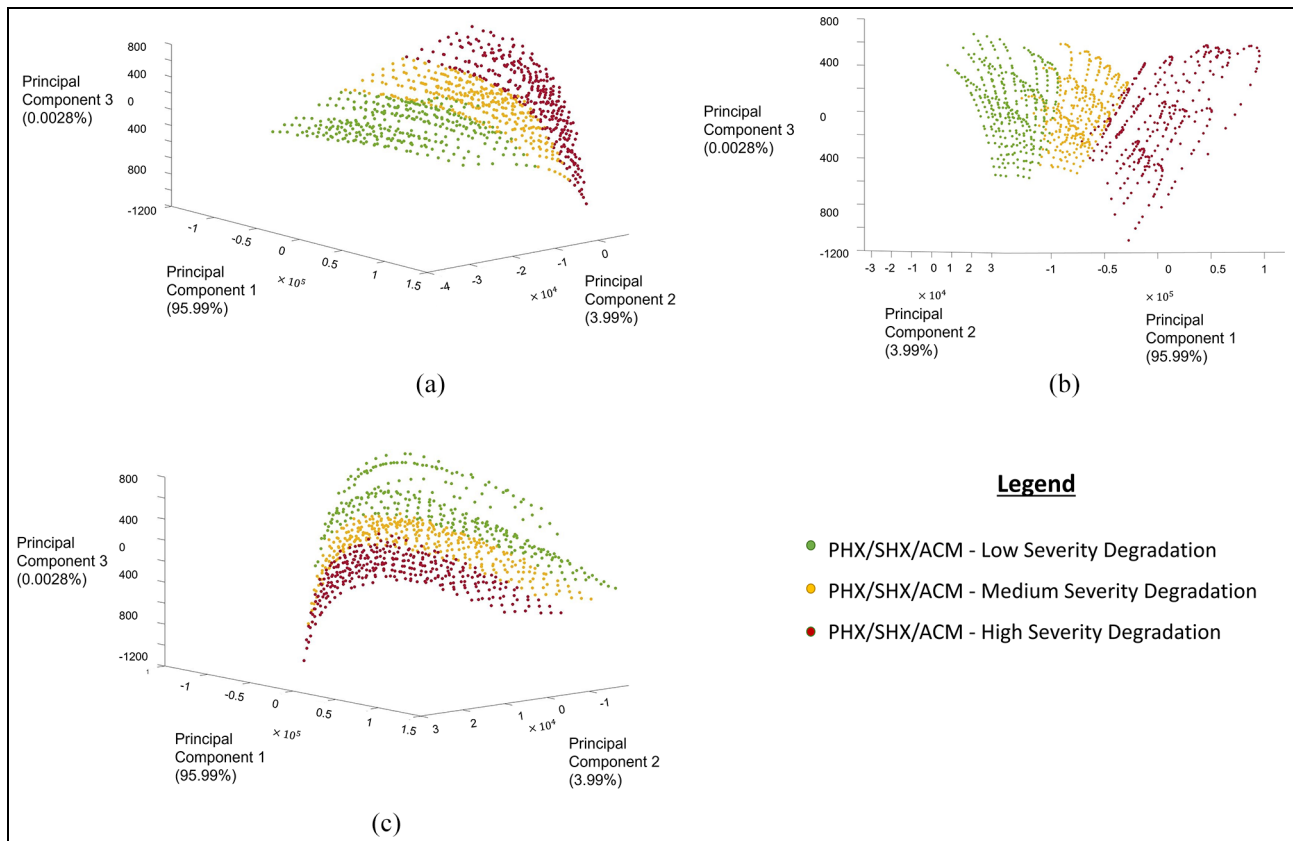 800
400
0
400
800
-1200
Principal
Component 3
(0.0028%)
-1
-0.5
0
0.5
1
1.5
× 10⁵
Principal
Component 1
(95.99%)
-4
-3
-2
-1
0
× 10⁴
Principal
Component 2
(3.99%)
(a)
800
400
0
400
800
-1200
Principal
Component 3
(0.0028%)
-3 -2 -1 0 1 2 3
× 10⁴
Principal
Component 2
(3.99%)
-1 -0.5 0 0.5 1
× 10⁵
Principal
Component 1
(95.99%)
(b)
800
400
0
400
800
-1200
1
Principal
Component 3
(0.0028%)
-1
-0.5
0
0.5
1
1.5
× 10⁵
Principal
Component 1
(95.99%)
3
2
1
0
-1
× 10⁴
Principal
Component 2
(3.99%)
(c)
Legend
PHX/SHX/ACM - Low Severity Degradation
PHX/SHX/ACM - Medium Severity Degradation
PHX/SHX/ACM - High Severity Degradation